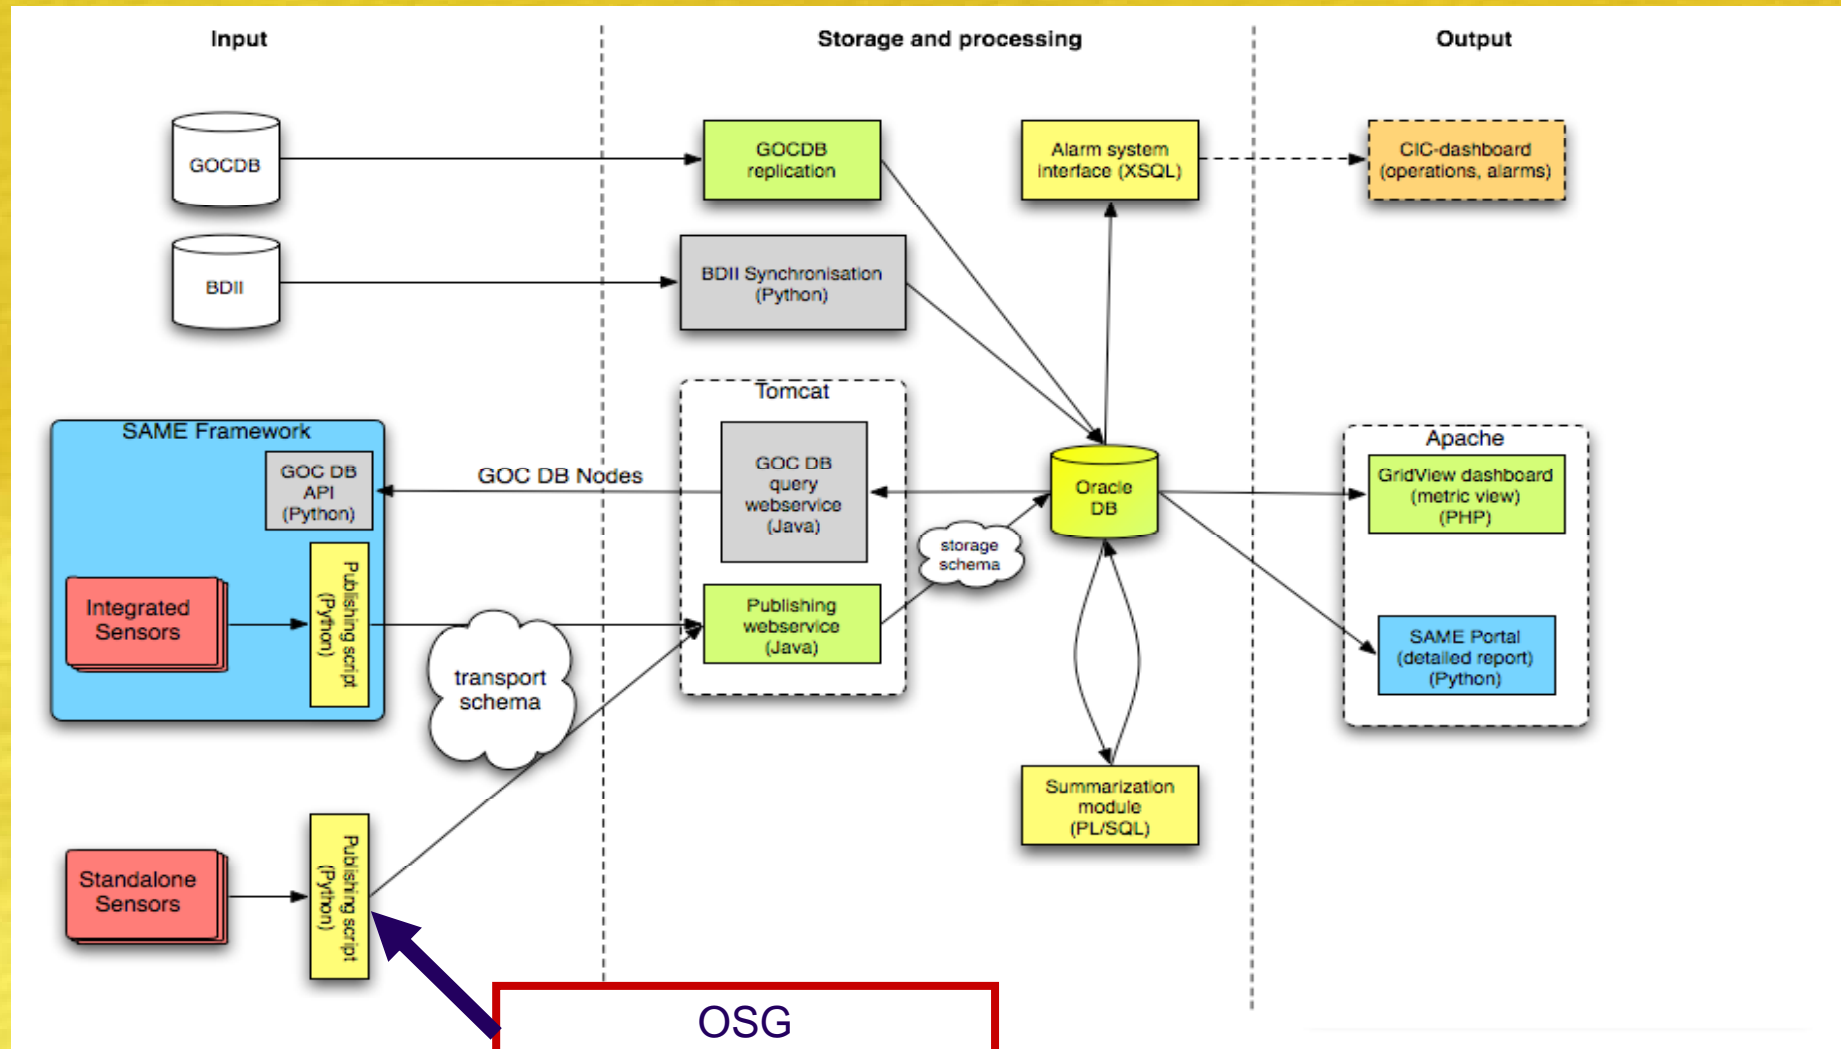 Input
Storage and processing
Output
GOCDB
GOCDB
replication
Alarm system
interface (XSQL)
CIC-dashboard
(operations, alarms)
BDII
BDII Synchronisation
(Python)
SAME Framework
GOC DB
API
(Python)
GOC DB Nodes
Tomcat
GOC DB
query
webservice
(Java)
Oracle
DB
Apache
GridView dashboard
(metric view)
(PHP)
storage
schema
Integrated
Sensors
Publishing script
(Python)
transport
schema
Publishing
webservice
(Java)
SAME Portal
(detailed report)
(Python)
Summarization
module
(PL/SQL)
Standalone
Sensors
Publishing script
(Python)
OSG